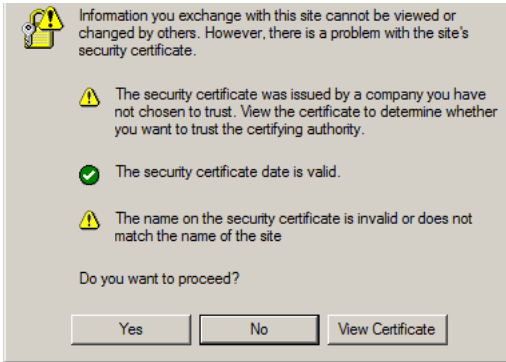 Information you exchange with this site cannot be viewed or
changed by others. However, there is a problem with the site's
security certificate.
The security certificate was issued by a company you have
not chosen to trust. View the certificate to determine whether
you want to trust the certifying authority.
The security certificate date is valid.
The name on the security certificate is invalid or does not
match the name of the site
Do you want to proceed?
Yes
No
View Certificate